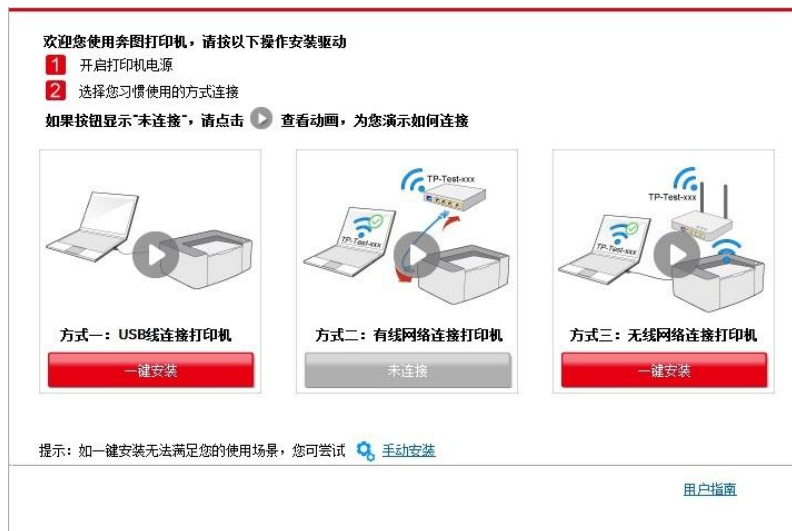 欢迎您使用奔图打印机，请按以下操作安装驱动
1 开启打印机电源
2 选择您习惯使用的方式连接
如果按钮显示"未连接"，请点击 查看动画，为您演示如何连接
TP-Test-xxx
方式一：USB线连接打印机
一键安装
TP-Test-xxx
TP-Test-xxx
方式二：有线网络连接打印机
未连接
TP-Test-xxx
TP-Test-xxx
方式三：无线网络连接打印机
一键安装
提示：如一键安装无法满足您的使用场景，您可尝试 手动安装
用户指南